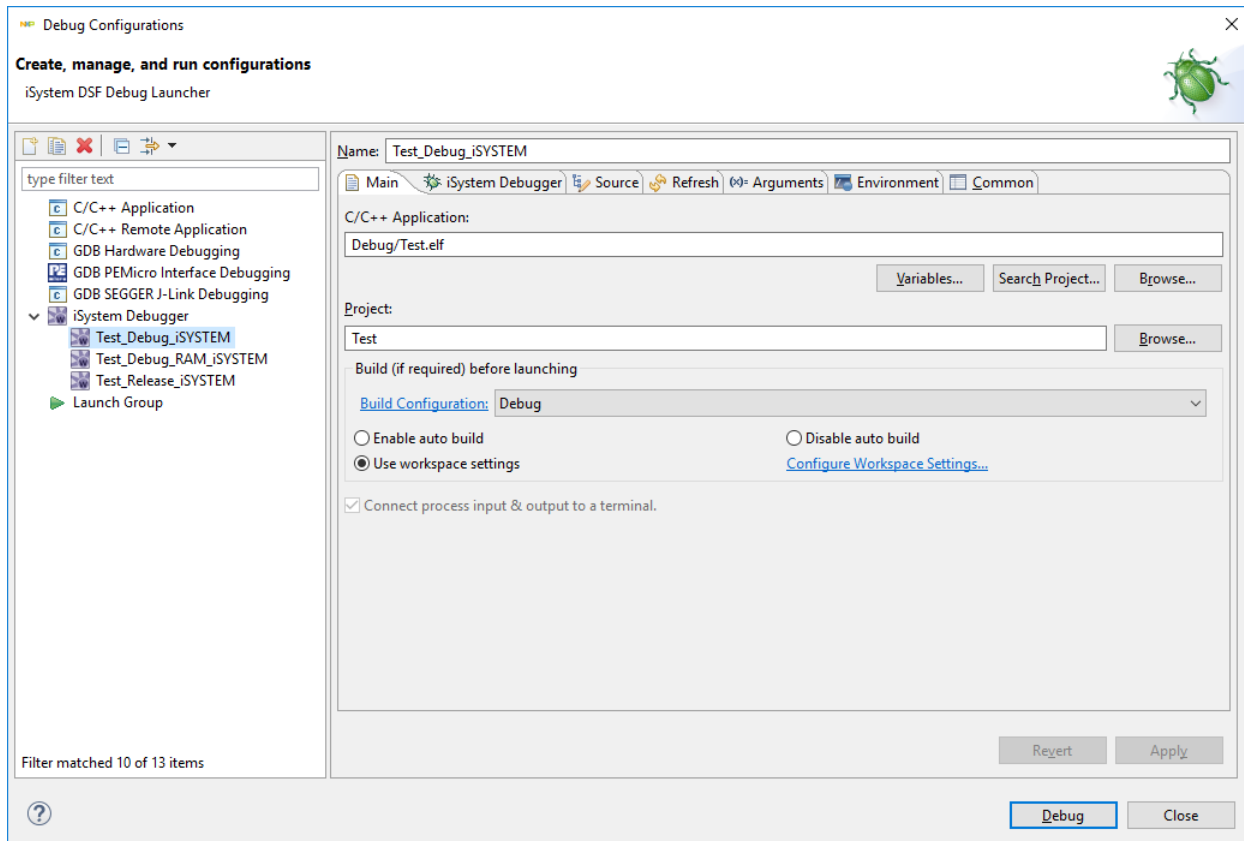 NXP Debug Configurations
Create, manage, and run configurations
iSystem DSF Debug Launcher
type filter text
C/C++ Application
C/C++ Remote Application
GDB Hardware Debugging
GDB PEMicro Interface Debugging
GDB SEGGER J-Link Debugging
iSystem Debugger
Test_Debug_iSYSTEM
Test_Debug_RAM_iSYSTEM
Test_Release_iSYSTEM
Launch Group
Filter matched 10 of 13 items
Name: Test_Debug_iSYSTEM
Main iSystem Debugger Source Refresh (x)= Arguments Environment Common
C/C++ Application:
Debug/Test.elf
Variables... Search Project... Browse...
Project:
Test Browse...
Build (if required) before launching
Build Configuration: Debug
Enable auto build Disable auto build
Use workspace settings Configure Workspace Settings...
Connect process input & output to a terminal.
Revert Apply
? Debug Close